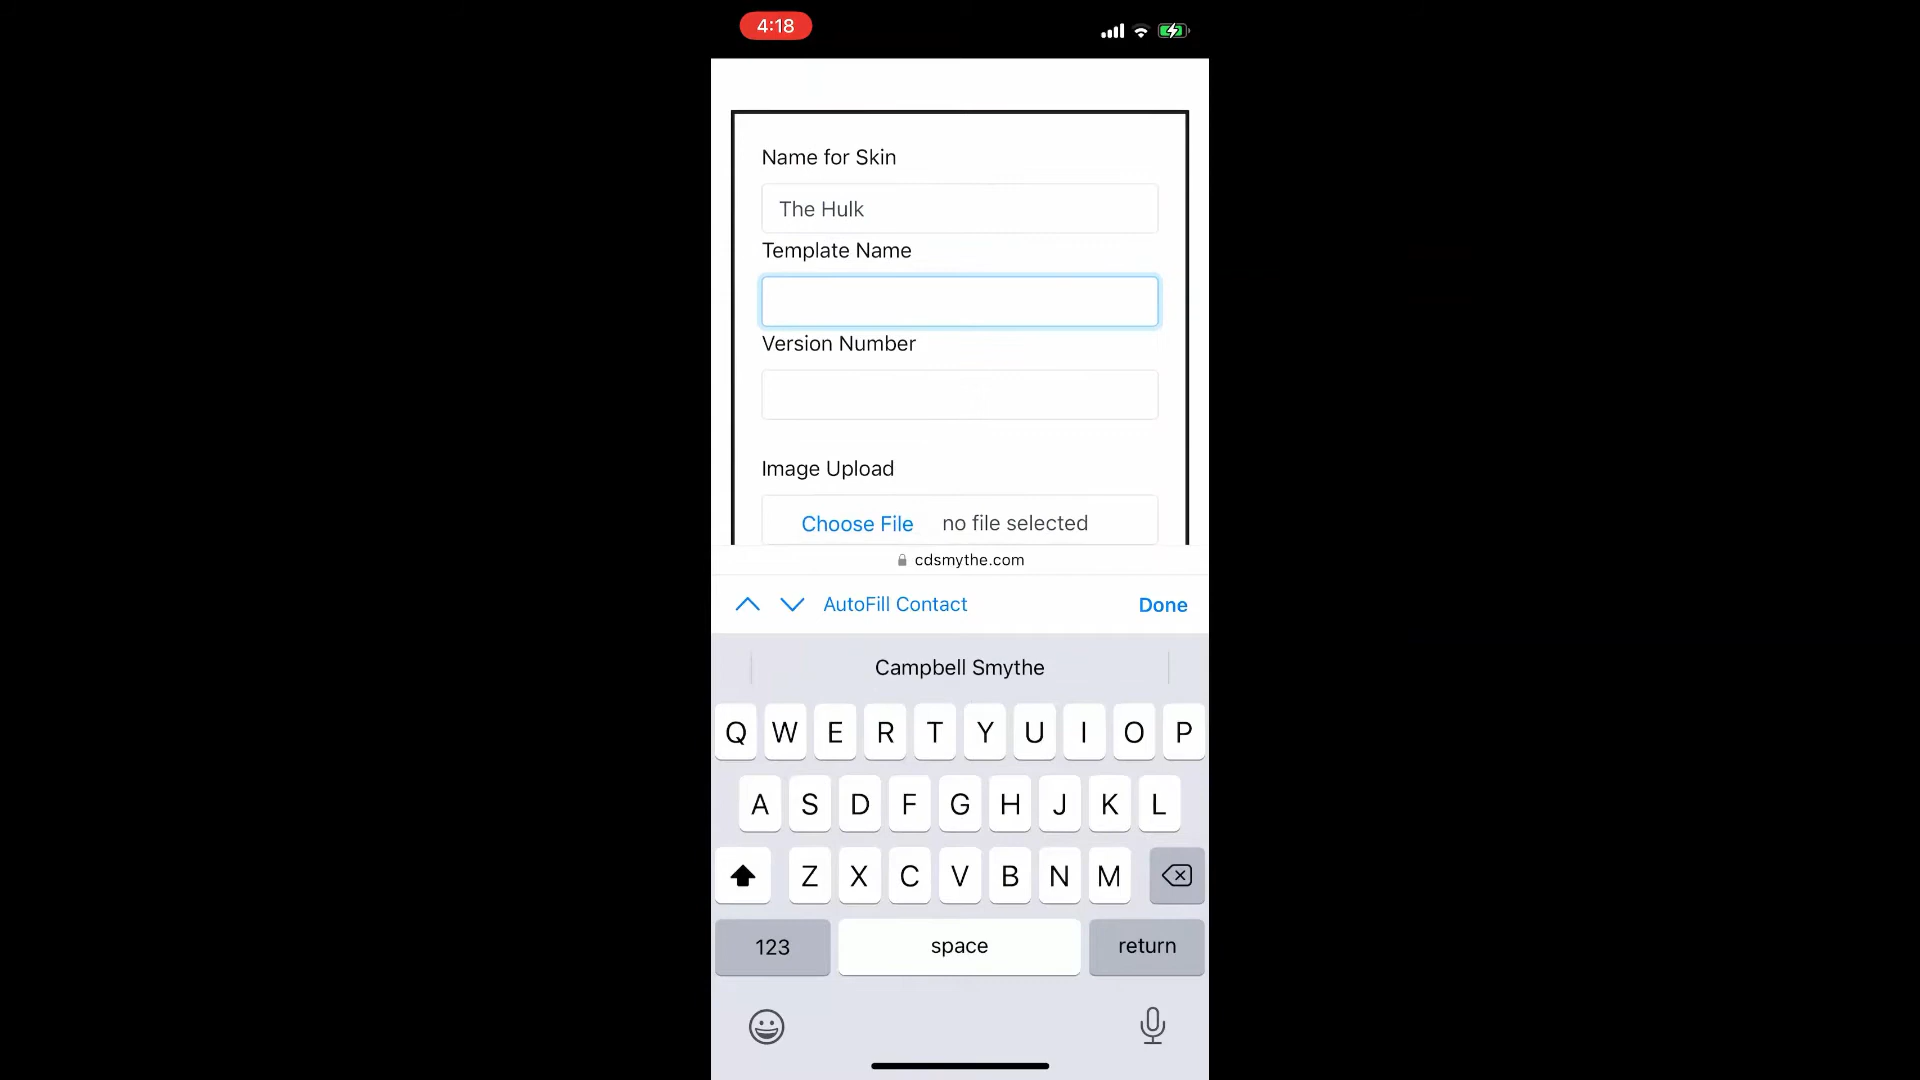 4:18
Name for Skin
The Hulk
Template Name
Version Number
Image Upload
Choose File no file selected
cdsmythe.com
AutoFill Contact Done
Campbell Smythe
Q W E R T Y U I O P
A S D F G H J K L
Z X C V B N M
123 space return